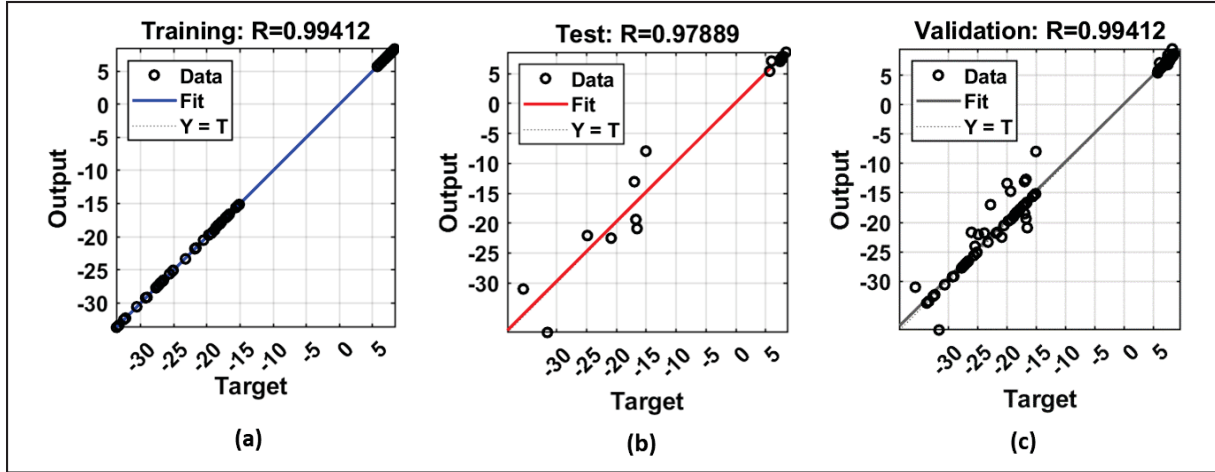 Training: R=0.99412
Data
Fit
Y = T
5
0
-5
-10
-15
-20
-25
-30
Output
-30
-25
-20
-15
-10
-5
0
5
Target
(a)
Test: R=0.97889
Data
Fit
Y = T
5
0
-5
-10
-15
-20
-25
-30
Output
-30
-25
-20
-15
-10
-5
0
5
Target
(b)
Validation: R=0.99412
Data
Fit
Y = T
5
0
-5
-10
-15
-20
-25
-30
Output
-30
-25
-20
-15
-10
-5
0
5
Target
(c)